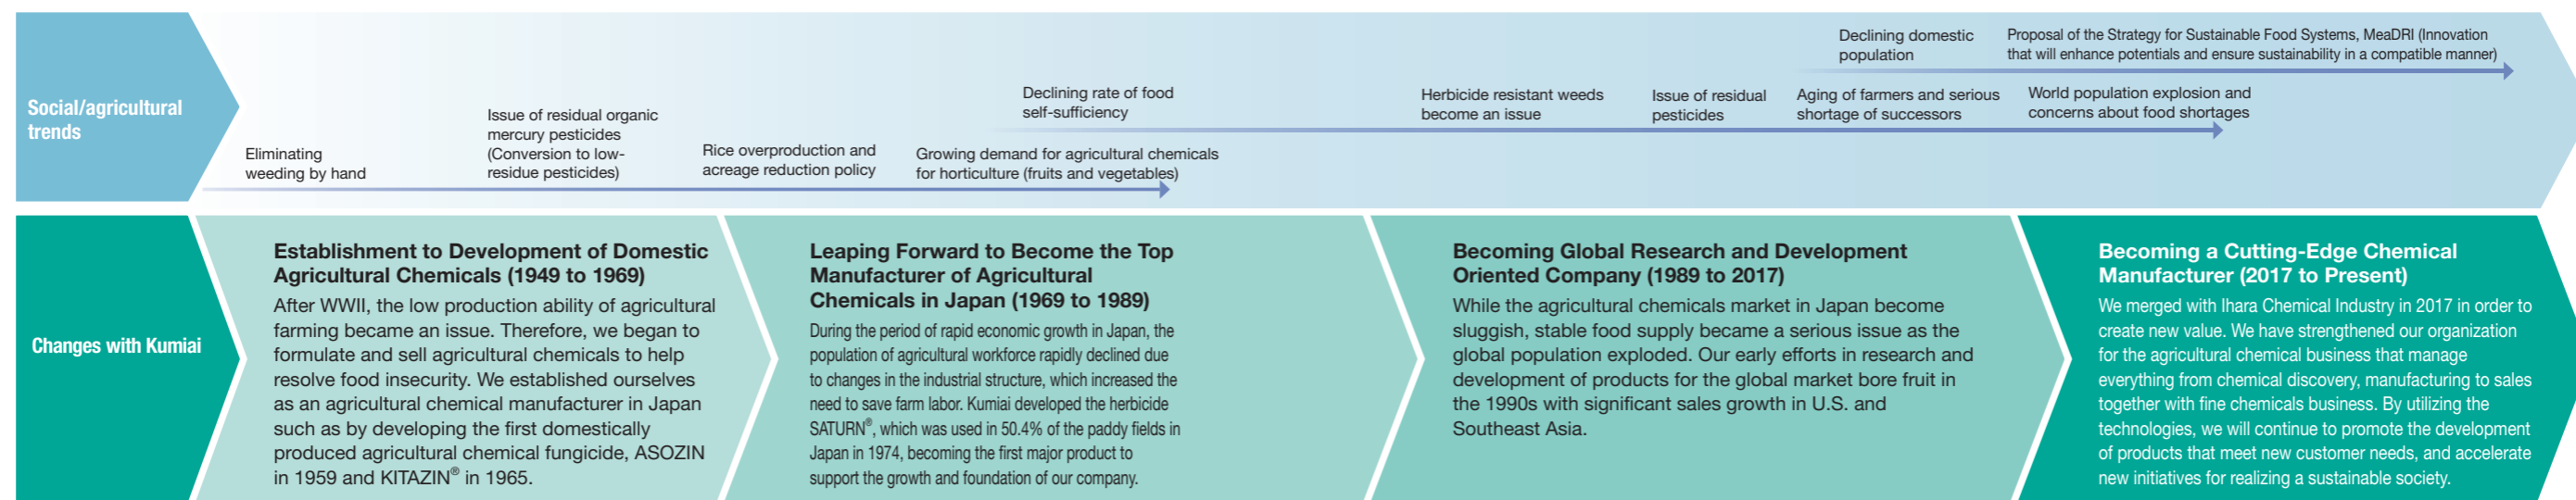 Social/agricultural
trends
Eliminating
weeding by hand
Issue of residual organic
mercury pesticides
(Conversion to low-
residue pesticides)
Rice overproduction and
acreage reduction policy
Growing demand for agricultural chemicals
for horticulture (fruits and vegetables)
Declining rate of food
self-sufficiency
Herbicide resistant weeds
become an issue
Issue of residual
pesticides
Aging of farmers and serious
shortage of successors
World population explosion and
concerns about food shortages
Declining domestic
population
Proposal of the Strategy for Sustainable Food Systems, MeaDRI (Innovation
that will enhance potentials and ensure sustainability in a compatible manner)
Changes with Kumiai
Establishment to Development of Domestic
Agricultural Chemicals (1949 to 1969)
After WWII, the low production ability of agricultural
farming became an issue. Therefore, we began to
formulate and sell agricultural chemicals to help
resolve food insecurity. We established ourselves
as an agricultural chemical manufacturer in Japan
such as by developing the first domestically
produced agricultural chemical fungicide, ASOZIN
in 1959 and KITAZIN® in 1965.
Leaping Forward to Become the Top
Manufacturer of Agricultural
Chemicals in Japan (1969 to 1989)
During the period of rapid economic growth in Japan, the
population of agricultural workforce rapidly declined due
to changes in the industrial structure, which increased the
need to save farm labor. Kumiai developed the herbicide
SATURN®, which was used in 50.4% of the paddy fields in
Japan in 1974, becoming the first major product to
support the growth and foundation of our company.
Becoming Global Research and Development
Oriented Company (1989 to 2017)
While the agricultural chemicals market in Japan become
sluggish, stable food supply became a serious issue as the
global population exploded. Our early efforts in research and
development of products for the global market bore fruit in
the 1990s with significant sales growth in U.S. and
Southeast Asia.
Becoming a Cutting-Edge Chemical
Manufacturer (2017 to Present)
We merged with Ihara Chemical Industry in 2017 in order to
create new value. We have strengthened our organization
for the agricultural chemical business that manage
everything from chemical discovery, manufacturing to sales
together with fine chemicals business. By utilizing the
technologies, we will continue to promote the development
of products that meet new customer needs, and accelerate
new initiatives for realizing a sustainable society.